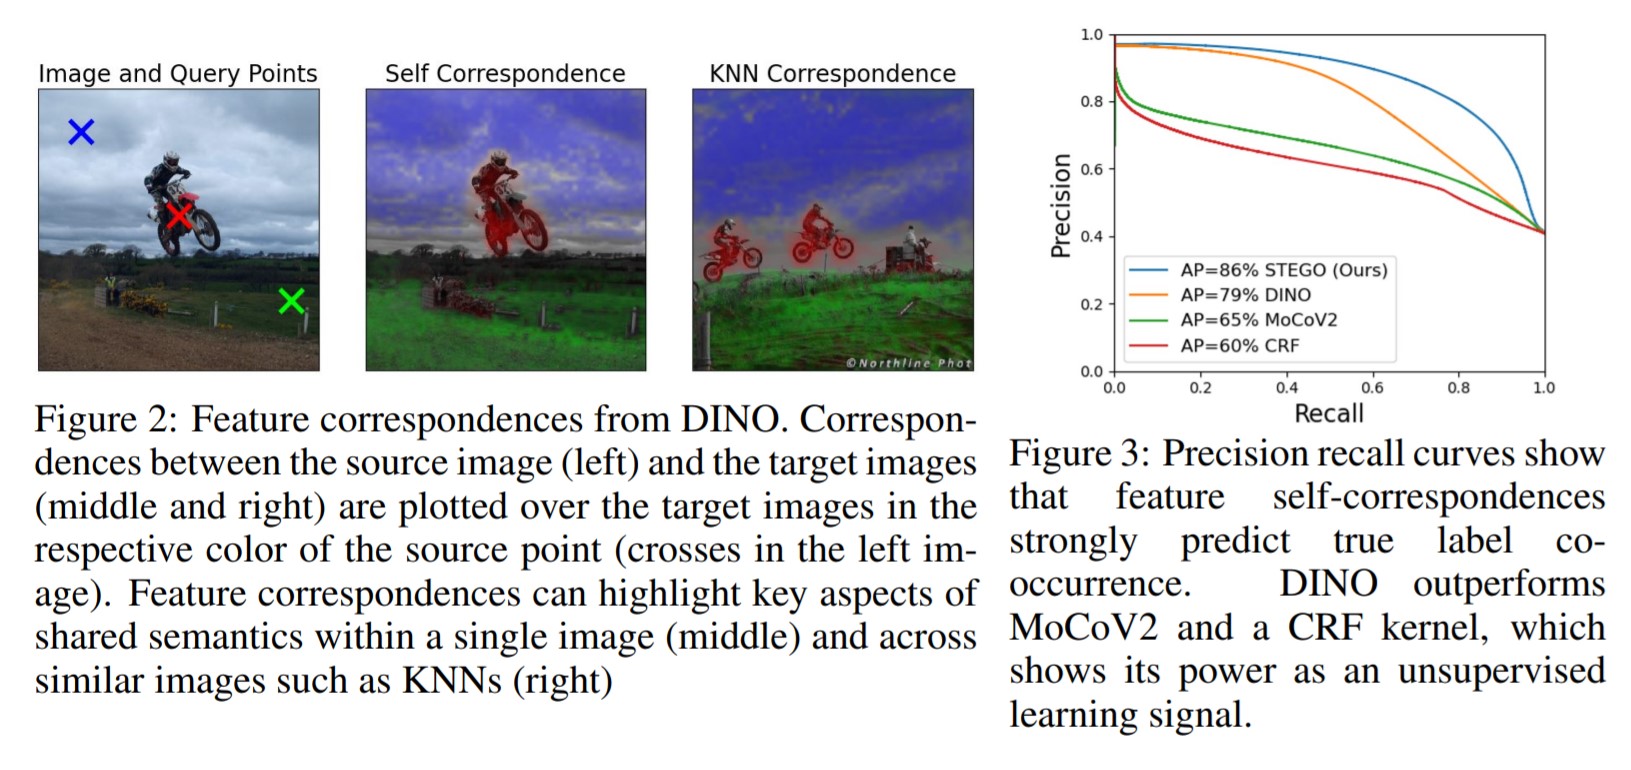 Image and Query Points
Self Correspondence
KNN Correspondence
©Northline Phot
Figure 2: Feature correspondences from DINO. Correspon-
dences between the source image (left) and the target images
(middle and right) are plotted over the target images in the
respective color of the source point (crosses in the left im-
age). Feature correspondences can highlight key aspects of
shared semantics within a single image (middle) and across
similar images such as KNNs (right)
1.0
0.8
0.6
0.4
0.2
0.0
Precision
AP=86% STEGO (Ours)
AP=79% DINO
AP=65% MoCoV2
AP=60% CRF
0.0 0.2 0.4 0.6 0.8 1.0
Recall
Figure 3: Precision recall curves show
that feature self-correspondences
strongly predict true label co-
occurrence. DINO outperforms
MoCoV2 and a CRF kernel, which
shows its power as an unsupervised
learning signal.